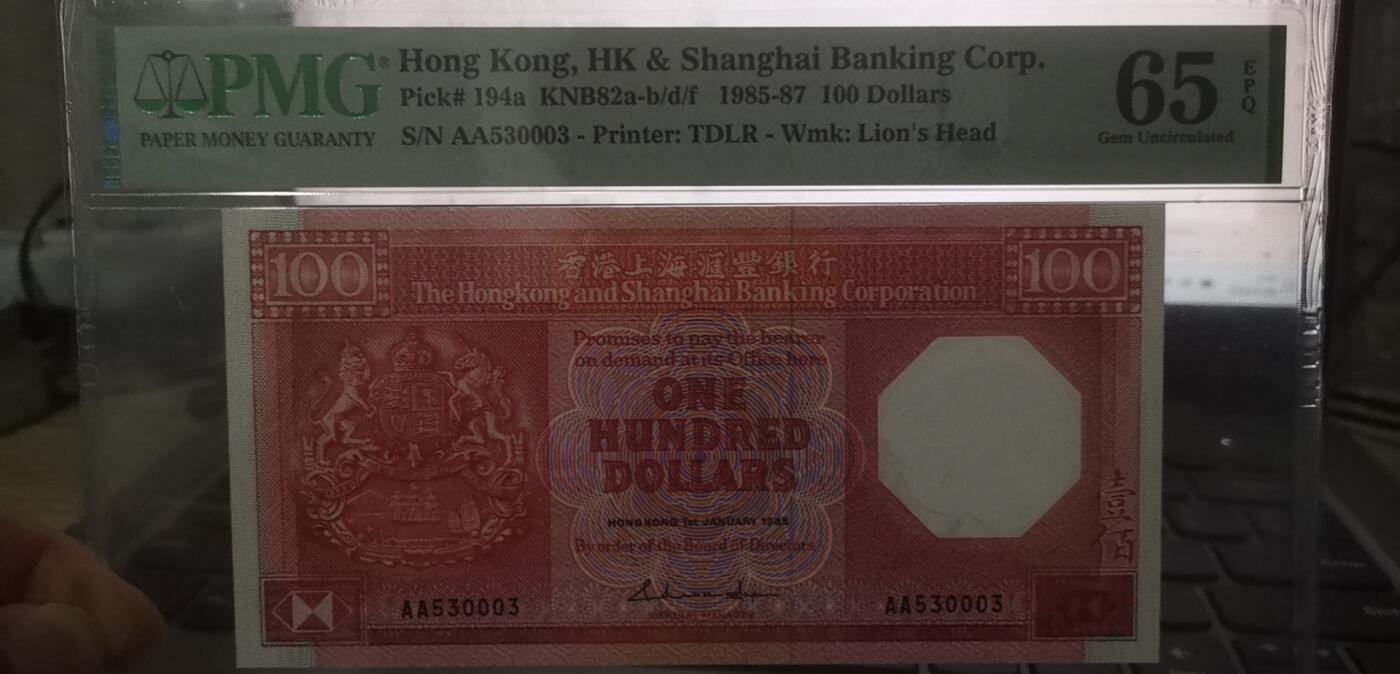 PMG®
PAPER MONEY GUARANTY
Hong Kong, HK & Shanghai Banking Corp.
Pick# 194a KNB82a-b/d/f 1985-87 100 Dollars
S/N AA530003 - Printer: TDLR - Wmk: Lion's Head
65
EPQ
Gem Uncirculated
100
香港上海滙豐銀行
100
The Hongkong and Shanghai Banking Corporation
Promises to pay the bearer
on demand at its Office here
ONE
HUNDRED
DOLLARS
HONGKONG 1st JANUARY 1985
By order of the Board of Directors
壹佰
AA530003
AA530003